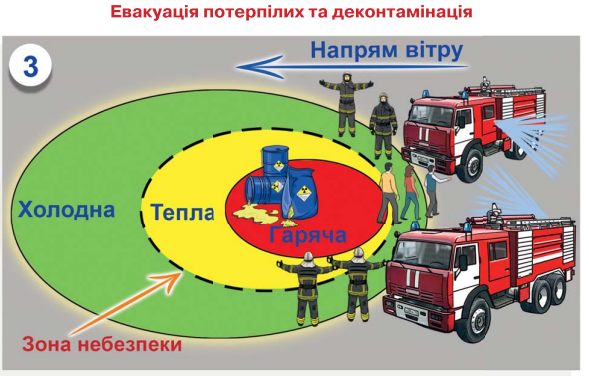 Евакуація потерпілих та деконтамінація
3
Напрям вітру
Холодна
Тепла
Гаряча
Зона небезпеки